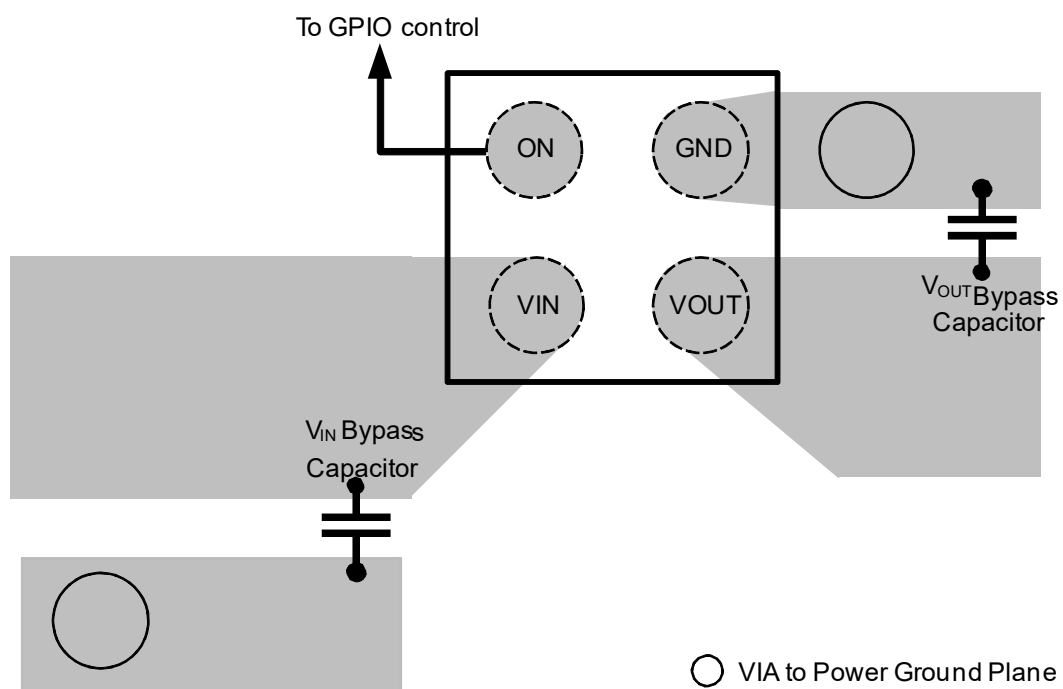 To GPIO control
ON
GND
VIN
VOUT
VOUT Bypass
Capacitor
VIN Bypass
Capacitor
VIA to Power Ground Plane